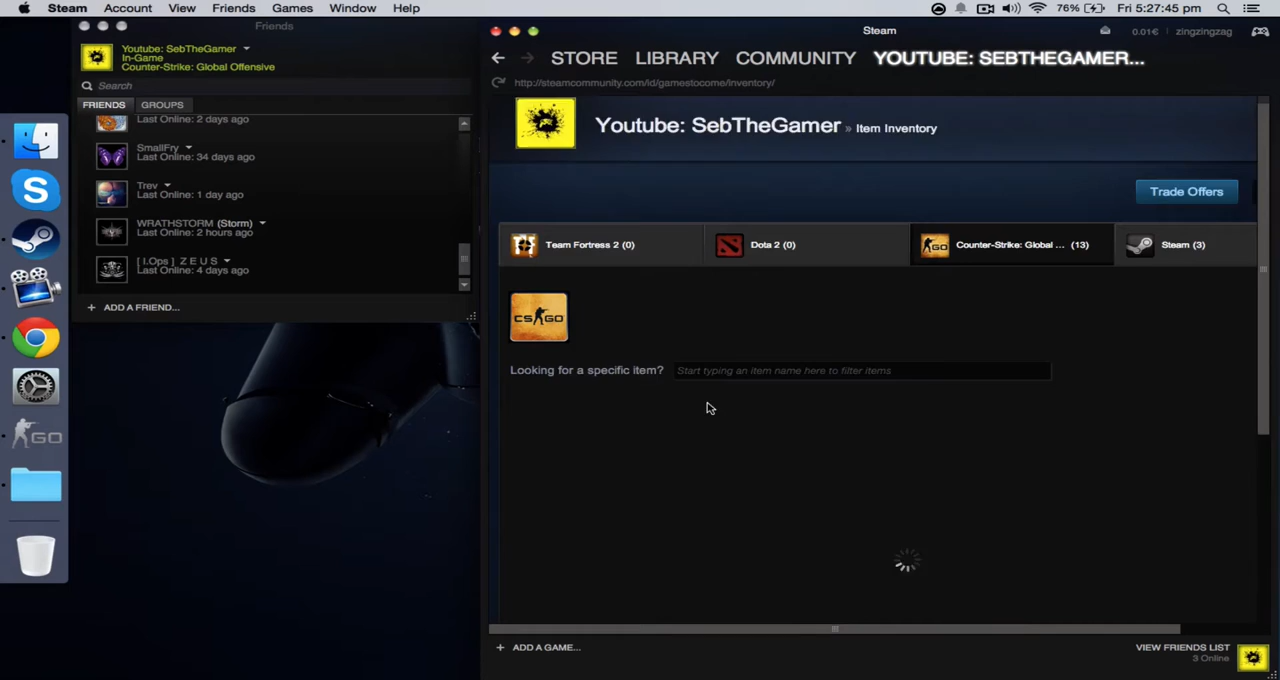 Steam Account View Friends Games Window Help
76% Fri 5:27:45 pm
Friends
Youtube: SebTheGamer
In-Game
Counter-Strike: Global Offensive
Search
FRIENDS GROUPS
Last Online: 2 days ago
SmallFry
Last Online: 34 days ago
Trev
Last Online: 1 day ago
WRATHSTORM (Storm)
Last Online: 2 hours ago
[ I.Ops ] Z E U S
Last Online: 4 days ago
+ ADD A FRIEND...
Steam
0.01€ zingzingzag
STORE LIBRARY COMMUNITY YOUTUBE: SEBTHEGAMER...
http://steamcommunity.com/id/gamestocome/inventory/
Youtube: SebTheGamer » Item Inventory
Trade Offers
Team Fortress 2 (0)
Dota 2 (0)
GO
Counter-Strike: Global ... (13)
Steam (3)
CS GO
Looking for a specific item?
Start typing an item name here to filter items
+ ADD A GAME...
VIEW FRIENDS LIST
3 Online
S
GO